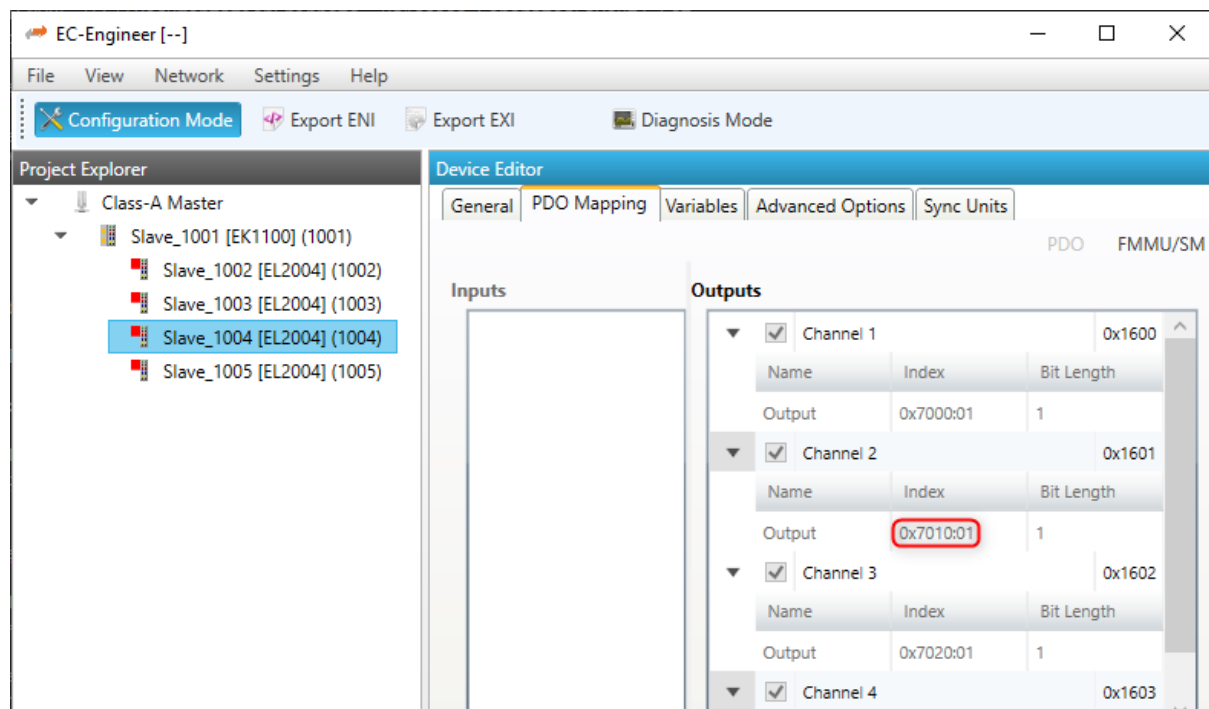 EC-Engineer [--]
File View Network Settings Help
Configuration Mode Export ENI Export EXI Diagnosis Mode
Project Explorer
Class-A Master
Slave_1001 [EK1100] (1001)
Slave_1002 [EL2004] (1002)
Slave_1003 [EL2004] (1003)
Slave_1004 [EL2004] (1004)
Slave_1005 [EL2004] (1005)
Device Editor
General PDO Mapping Variables Advanced Options Sync Units
PDO FMMU/SM
Inputs
Outputs
Channel 1 0x1600
Name Index Bit Length
Output 0x7000:01 1
Channel 2 0x1601
Name Index Bit Length
Output 0x7010:01 1
Channel 3 0x1602
Name Index Bit Length
Output 0x7020:01 1
Channel 4 0x1603